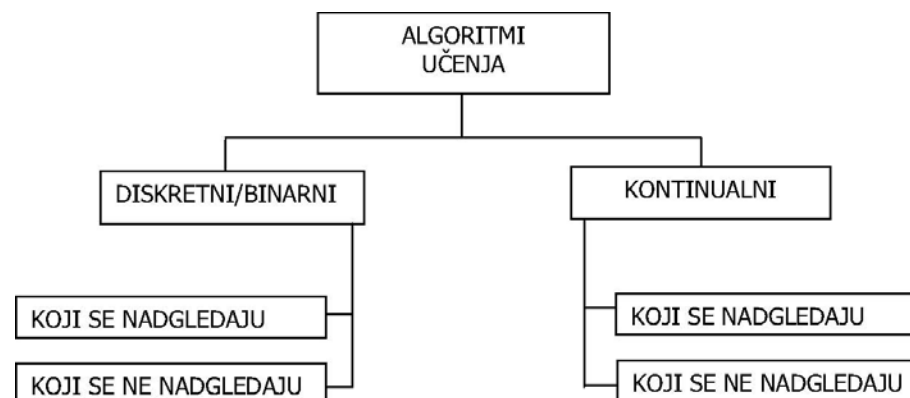 ALGORITMI
UČENJA
DISKRETNI/BINARNI
KONTINUALNI
KOJI SE NADGLEDAJU
KOJI SE NADGLEDAJU
KOJI SE NE NADGLEDAJU
KOJI SE NE NADGLEDAJU